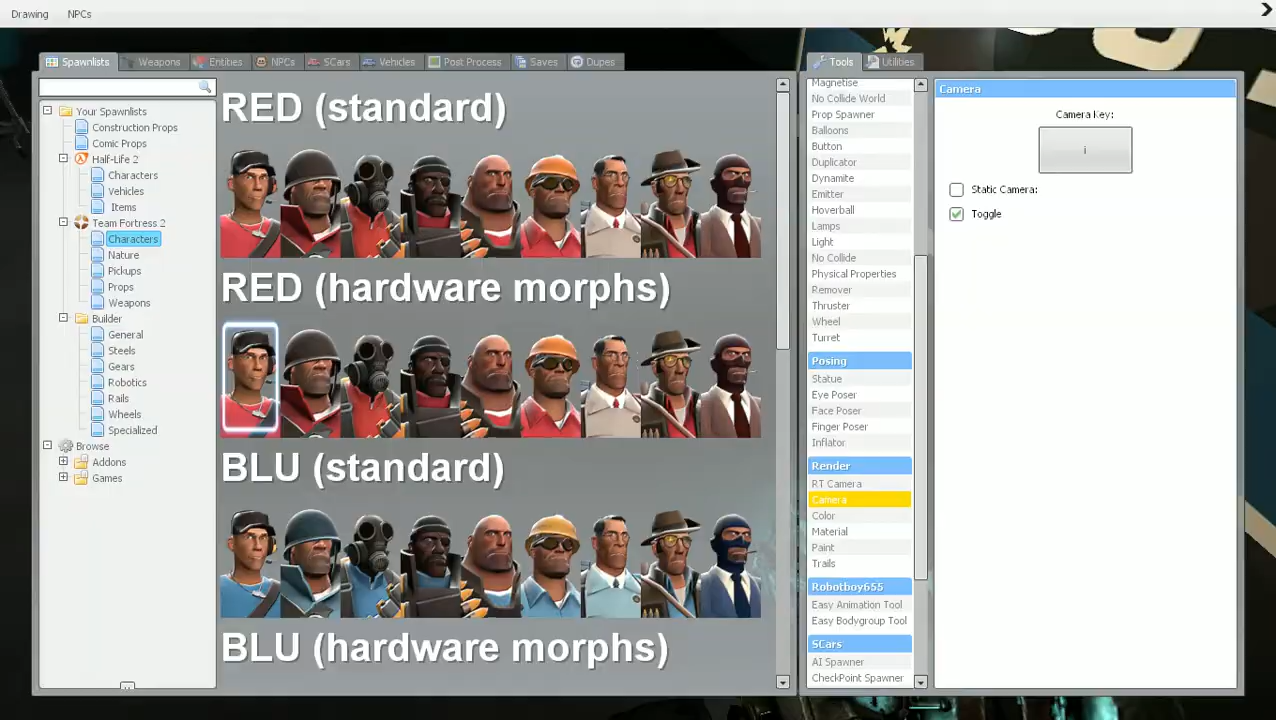 Drawing NPCs
Spawnlists Weapons Entities NPCs SCars Vehicles Post Process Saves Dupes
Your Spawnlists
Construction Props
Comic Props
Half-Life 2
Characters
Vehicles
Items
Team Fortress 2
Characters
Nature
Pickups
Props
Weapons
Builder
General
Steels
Gears
Robotics
Rails
Wheels
Specialized
Browse
Addons
Games
RED (standard)
RED (hardware morphs)
BLU (standard)
BLU (hardware morphs)
Tools Utilities
Magnetise
No Collide World
Prop Spawner
Balloons
Button
Duplicator
Dynamite
Emitter
Hoverball
Lamps
Light
No Collide
Physical Properties
Remover
Thruster
Wheel
Turret
Posing
Statue
Eye Poser
Face Poser
Finger Poser
Inflator
Render
RT Camera
Camera
Color
Material
Paint
Trails
Robotboy655
Easy Animation Tool
Easy Bodygroup Tool
SCars
AI Spawner
CheckPoint Spawner
Camera
Camera Key:
i
Static Camera:
Toggle